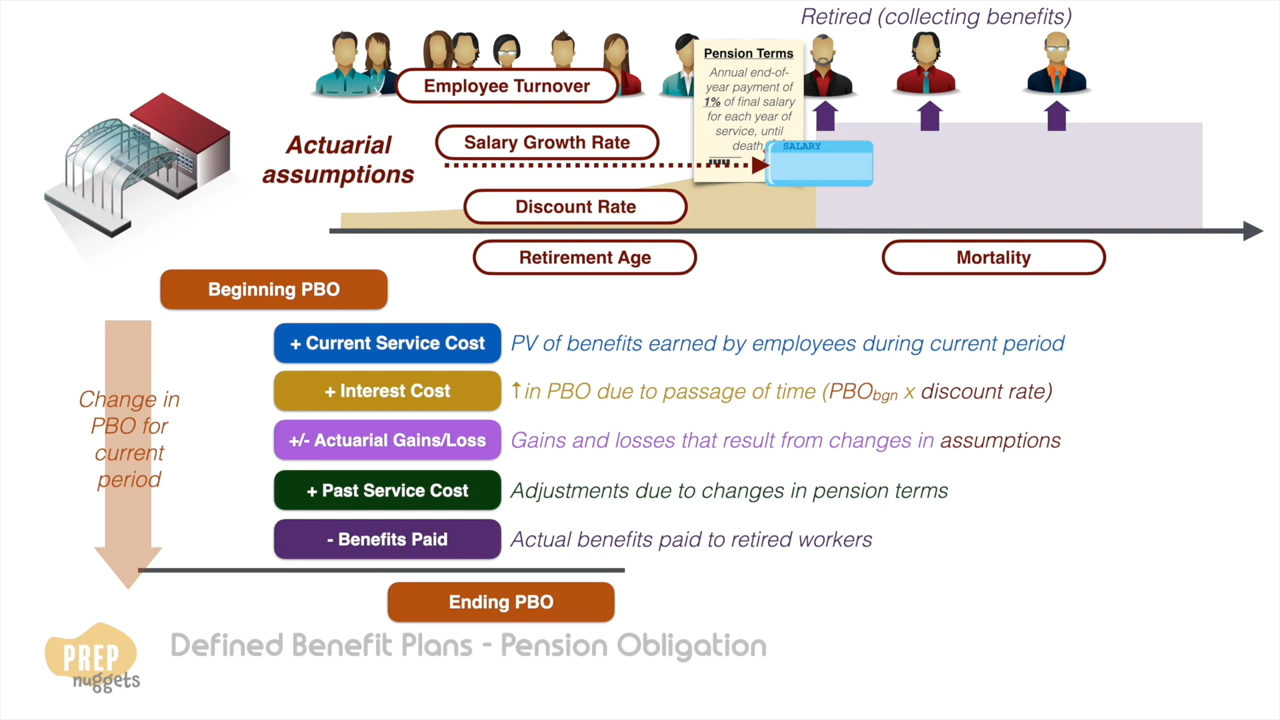 Retired (collecting benefits)
Pension Terms
Annual end-of-
year payment of
1% of final salary
for each year of
service, until
death
Employee Turnover
Actuarial
assumptions
Salary Growth Rate
SALARY
Discount Rate
Retirement Age
Mortality
Beginning PBO
Change in
PBO for
current
period
+ Current Service Cost PV of benefits earned by employees during current period
+ Interest Cost ↑ in PBO due to passage of time (PBObgn x discount rate)
+/- Actuarial Gains/Loss Gains and losses that result from changes in assumptions
+ Past Service Cost Adjustments due to changes in pension terms
- Benefits Paid Actual benefits paid to retired workers
Ending PBO
PREP
nuggets
Defined Benefit Plans - Pension Obligation